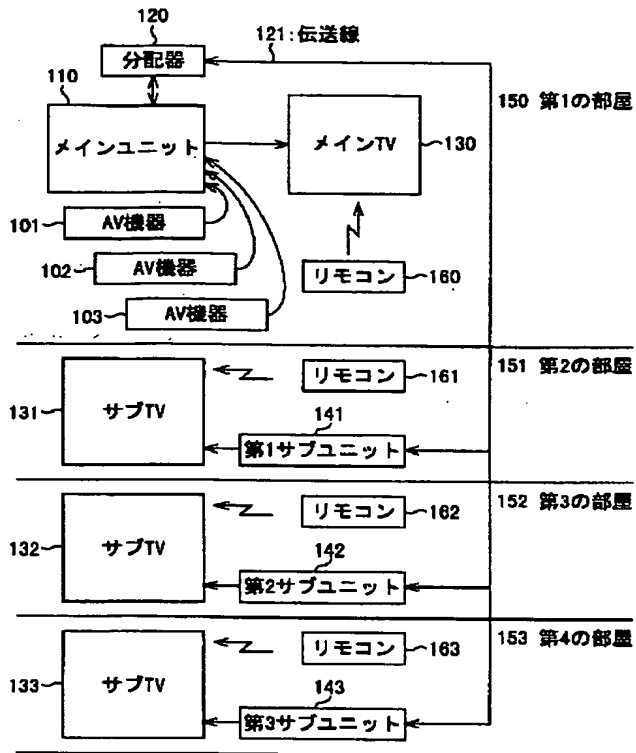 120
分配器
121:伝送線
110
メインユニット
メインTV
130
150 第1の部屋
101
AV機器
102
AV機器
103
AV機器
リモコン
160
151 第2の部屋
131
サブTV
リモコン
161
141
第1サブユニット
152 第3の部屋
132
サブTV
リモコン
162
142
第2サブユニット
153 第4の部屋
133
サブTV
リモコン
163
143
第3サブユニット